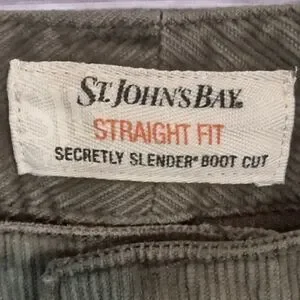 ST. JOHN'S BAY.
STRAIGHT FIT
SECRETLY SLENDER® BOOT CUT